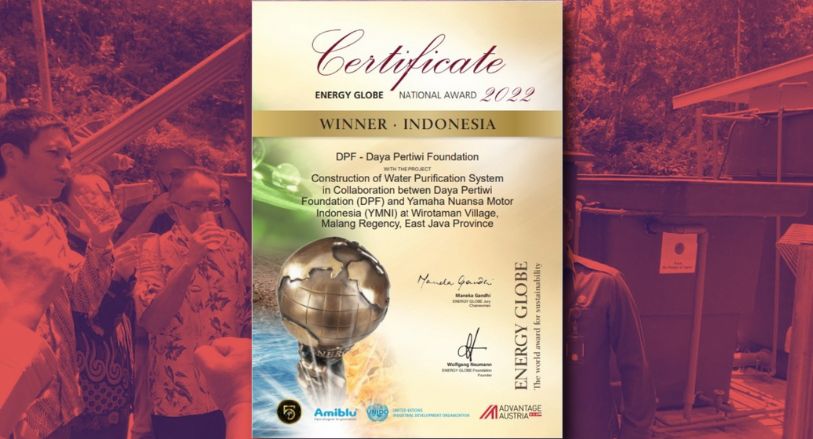 Certificate
ENERGY GLOBE NATIONAL AWARD 2022
WINNER · INDONESIA
DPF - Daya Pertiwi Foundation
WITH THE PROJECT
Construction of Water Purification System
in Collaboration betwen Daya Pertiwi
Foundation (DPF) and Yamaha Nuansa Motor
Indonesia (YMNI) at Wirotaman Village,
Malang Regency, East Java Province
Maneka Gandhi
Maneka Gandhi
ENERGY GLOBE Jury
Chairwoman
Wolfgang Neumann
ENERGY GLOBE Foundation
Founder
ENERGY GLOBE
The world award for sustainability
Amiblu
UNIDO
UNITED NATIONS
INDUSTRIAL DEVELOPMENT ORGANIZATION
ADVANTAGE
AUSTRIA